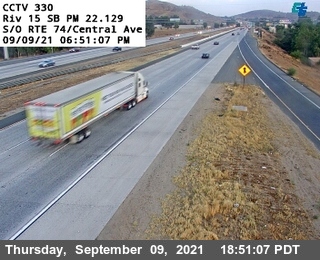 CCTV 330
Riv 15 SB PM 22.129
S/O RTE 74/Central Ave
09/09/21 06:51:07 PM
Thursday, September 09, 2021 18:51:07 PDT